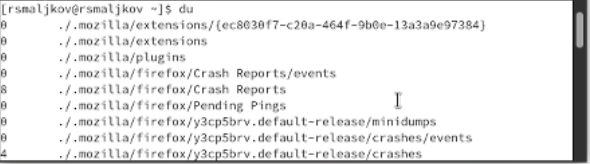 [rsmaljkov@rsmaljkov ~]$ du
0 ./.mozilla/extensions/{ec8030f7-c20a-464f-9b0e-13a3a9e97384}
0 ./.mozilla/extensions
0 ./.mozilla/plugins
0 ./.mozilla/firefox/Crash Reports/events
8 ./.mozilla/firefox/Crash Reports
0 ./.mozilla/firefox/Pending Pings
0 ./.mozilla/firefox/y3cp5brv.default-release/minidumps
0 ./.mozilla/firefox/y3cp5brv.default-release/crashes/events
4 ./.mozilla/firefox/y3cp5brv.default-release/crashes